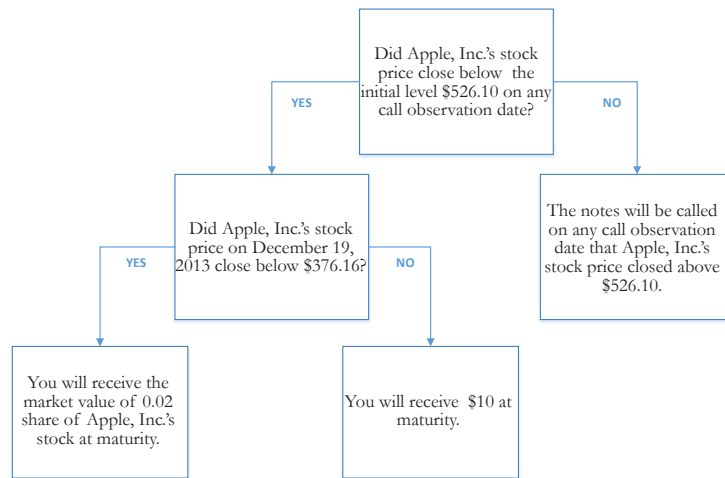 Did Apple, Inc.'s stock
price close below the
initial level $526.10 on any
call observation date?
YES
NO
Did Apple, Inc.'s stock
price on December 19,
2013 close below $376.16?
The notes will be called
on any call observation
date that Apple, Inc.'s
stock price closed above
$526.10.
YES
NO
You will receive the
market value of 0.02
share of Apple, Inc.'s
stock at maturity.
You will receive $10 at
maturity.